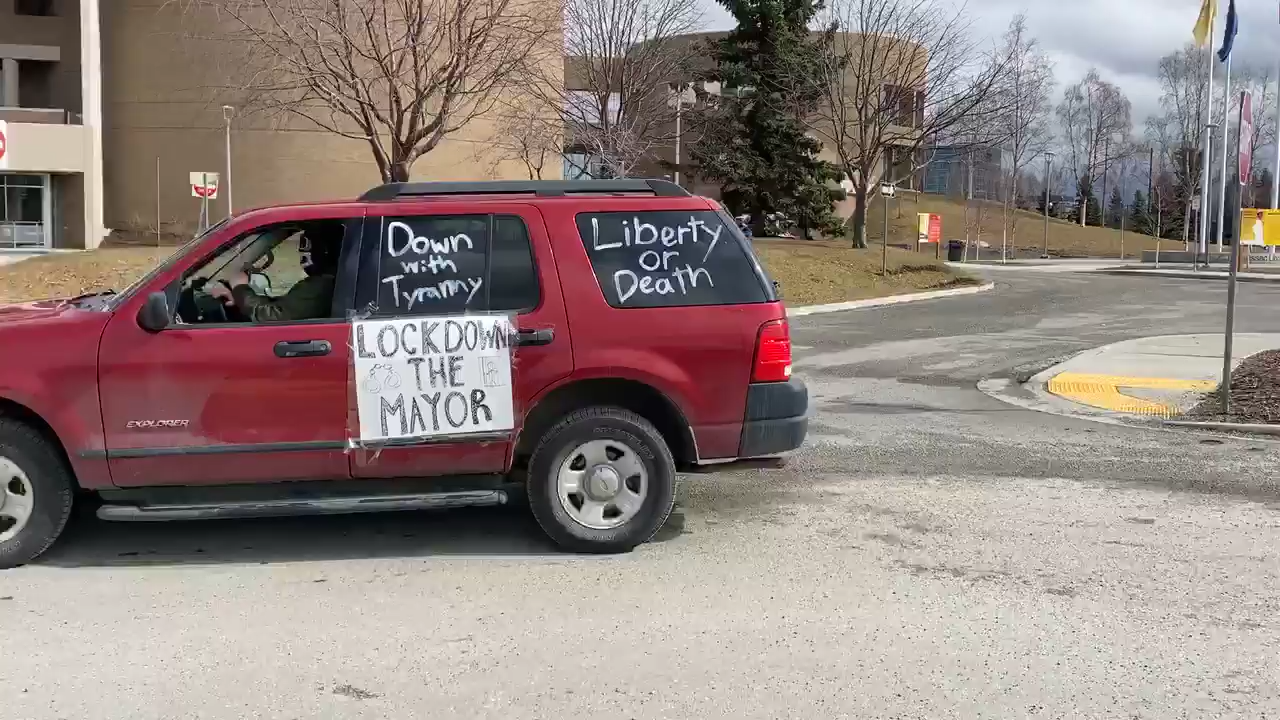 Down
with
Tyranny
Liberty
or
Death
LOCKDOWN
THE
MAYOR
EXPLORER